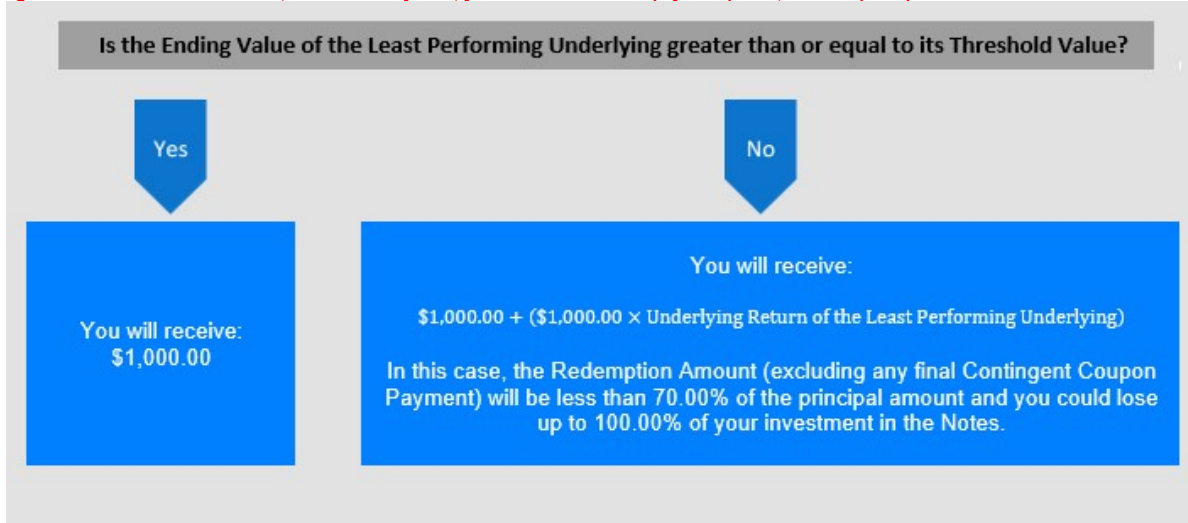 Is the Ending Value of the Least Performing Underlying greater than or equal to its Threshold Value?
Yes
No
You will receive:
$1,000.00
You will receive:
$1,000.00 + ($1,000.00 × Underlying Return of the Least Performing Underlying)
In this case, the Redemption Amount (excluding any final Contingent Coupon
Payment) will be less than 70.00% of the principal amount and you could lose
up to 100.00% of your investment in the Notes.